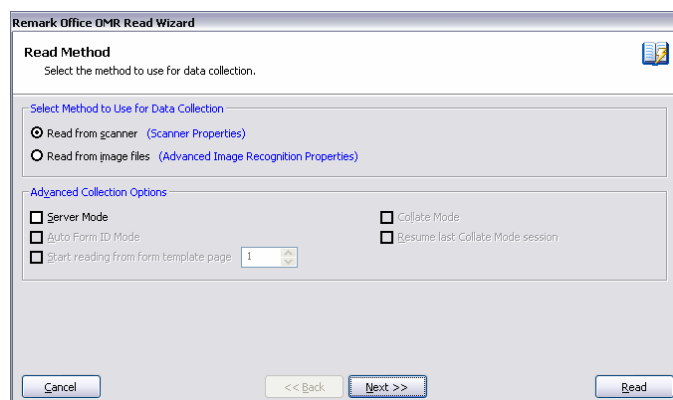 Remark Office OMR Read Wizard
Read Method
Select the method to use for data collection.
Select Method to Use for Data Collection
Read from scanner (Scanner Properties)
Read from image files (Advanced Image Recognition Properties)
Advanced Collection Options
Server Mode
Collate Mode
Auto Form ID Mode
Resume last Collate Mode session
Start reading from form template page 1
Cancel << Back Next >> Read